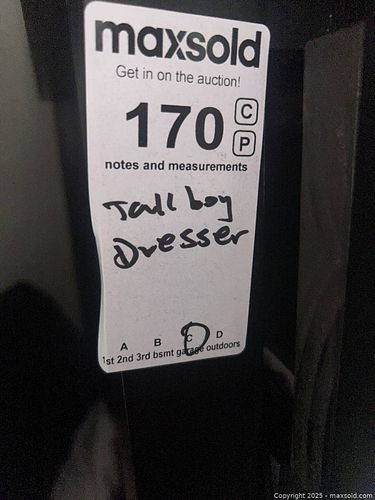 maxsold
Get in on the auction!
170 C
P
notes and measurements
Tall boy
Dresser
A B C D
1st 2nd 3rd bsmt garage outdoors
Copyright 2025 - maxsold.com